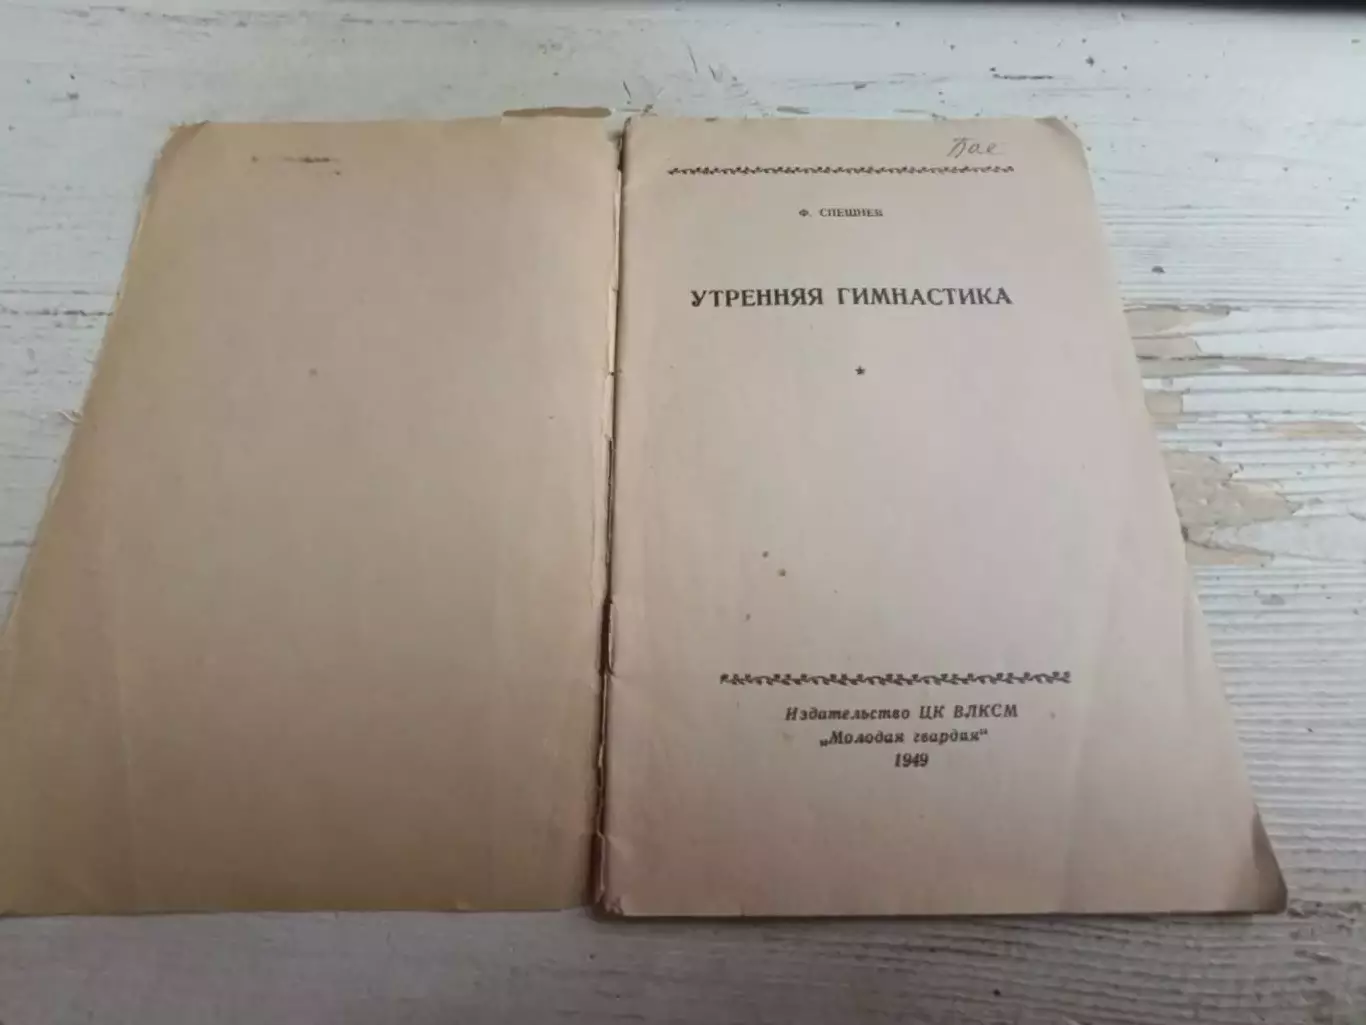 Ф. СПЕШНЕВ
УТРЕННЯЯ ГИМНАСТИКА
Издательство ЦК ВЛКСМ
„Молодая гвардия“
1949